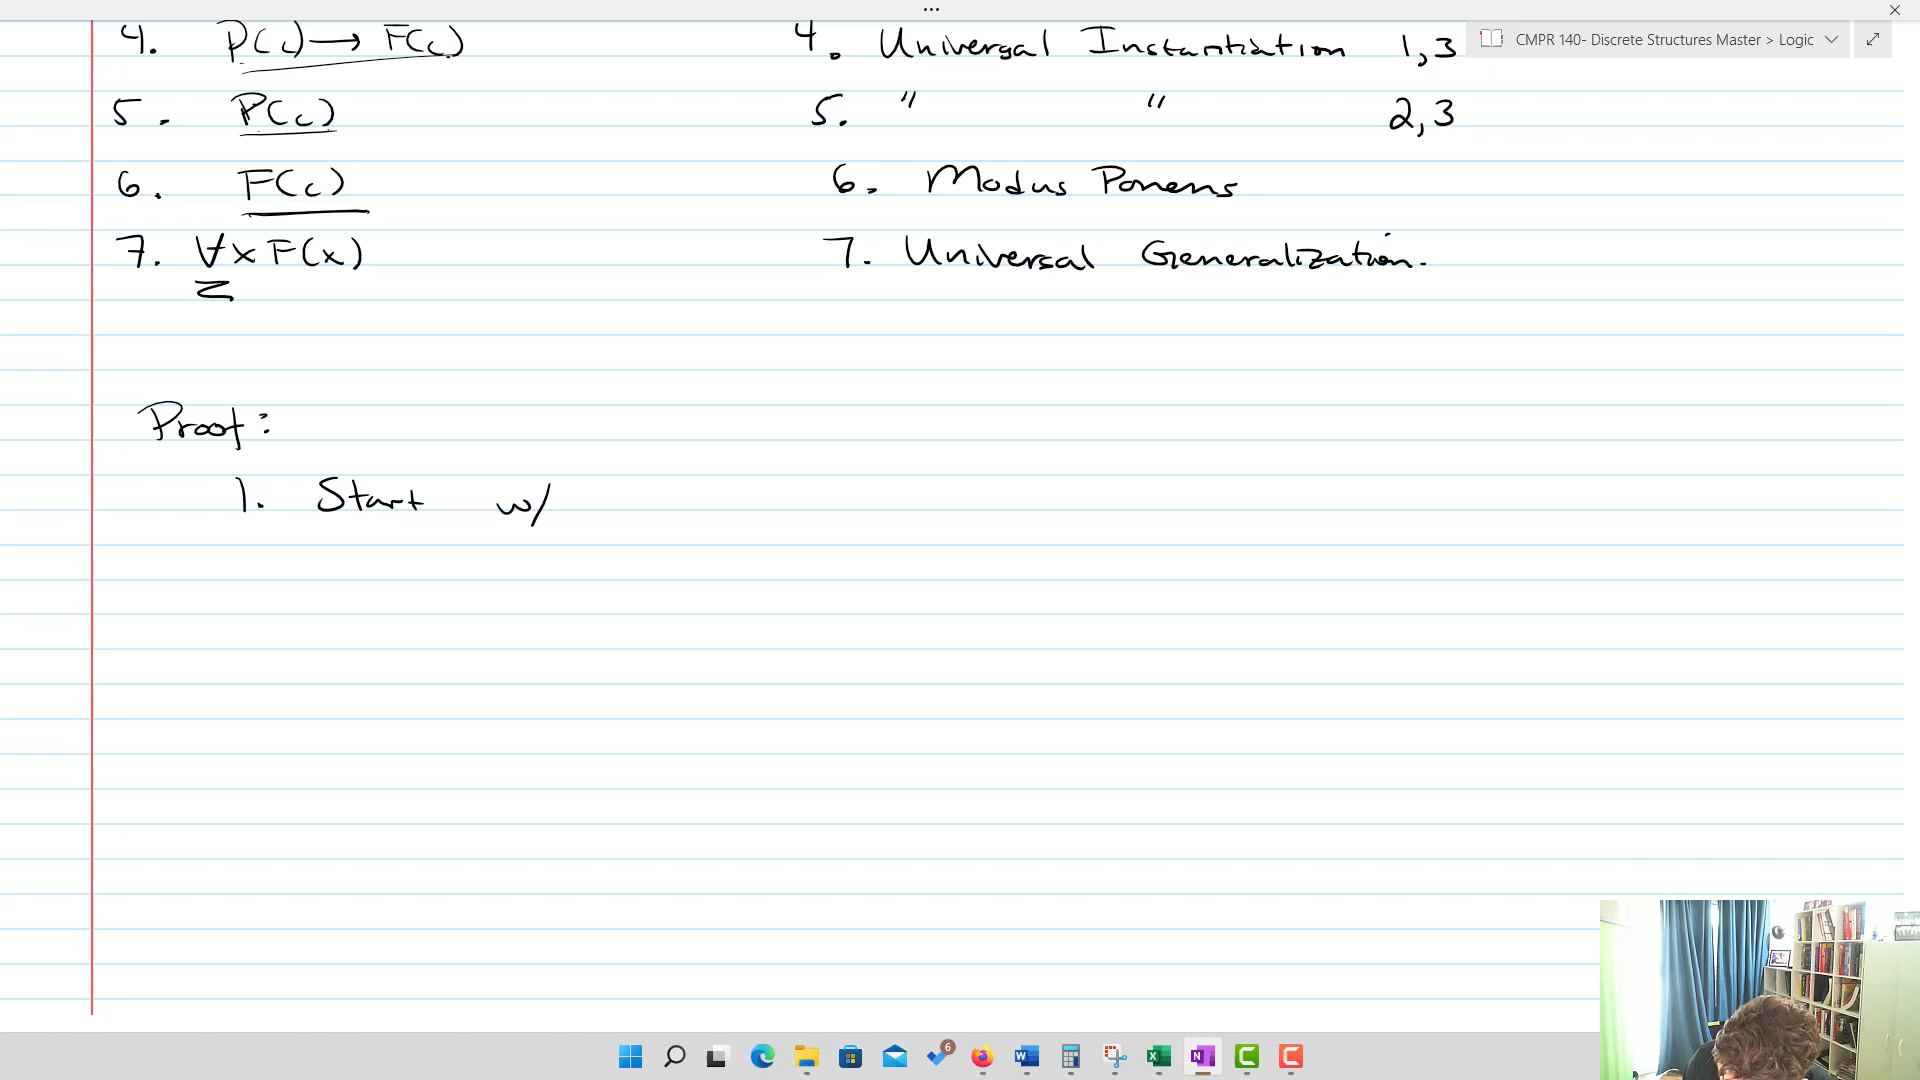 CMPR 140- Discrete Structures Master > Logic
4. P(c) → F(c) 4. Universal Instantiation 1,3
5. P(c) 5. " " 2,3
6. F(c) 6. Modus Ponens
7. ∀x F(x) 7. Universal Generalization.
Proof:
1. Start w/
6